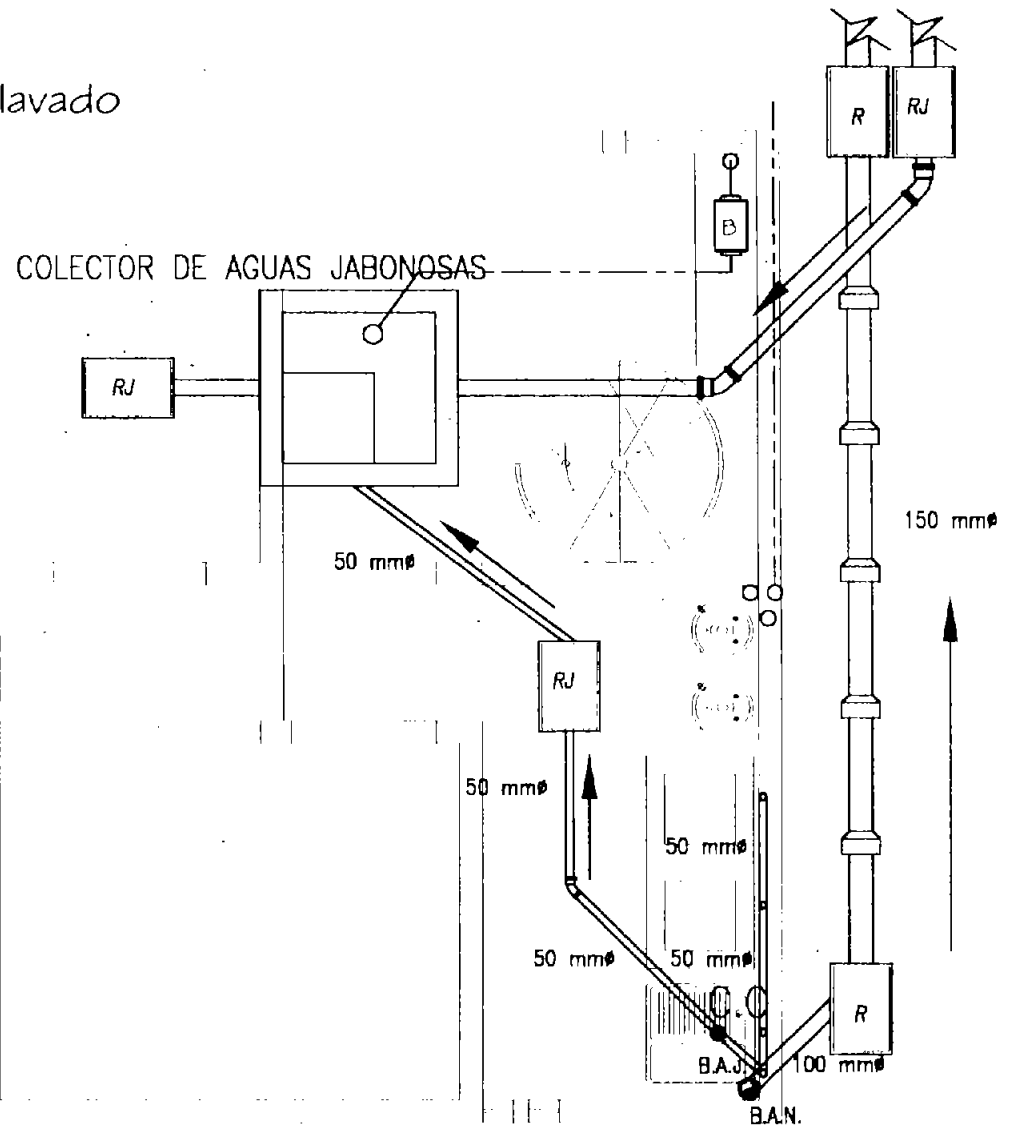 lavado
R
RJ
B
COLECTOR DE AGUAS JABONOSAS
RJ
150 mmø
50 mmø
RJ
50 mmø
50 mmø
50 mmø
50 mmø
R
B.A.J.
100 mmø
B.A.N.